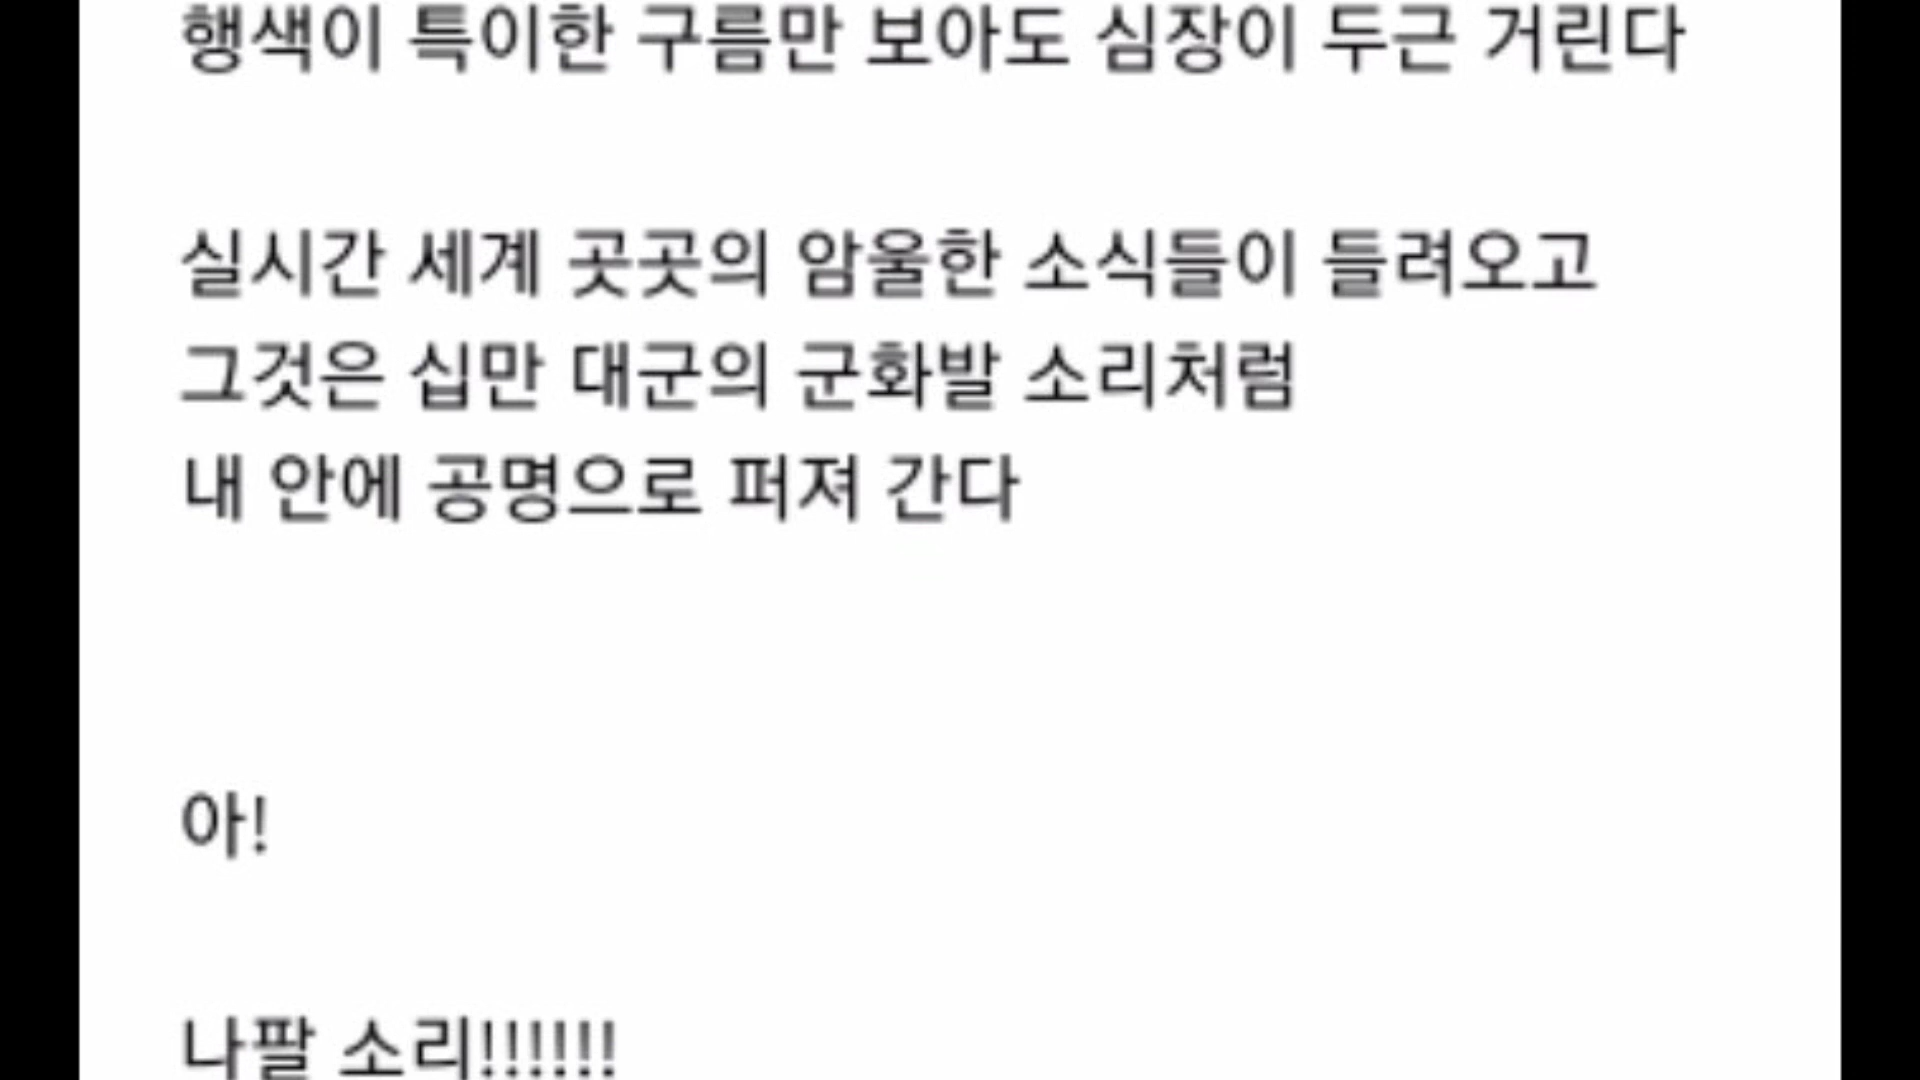 행색이 특이한 구름만 보아도 심장이 두근 거린다
실시간 세계 곳곳의 암울한 소식들이 들려오고
그것은 십만 대군의 군화발 소리처럼
내 안에 공명으로 퍼져 간다
아!
나팔 소리!!!!!!